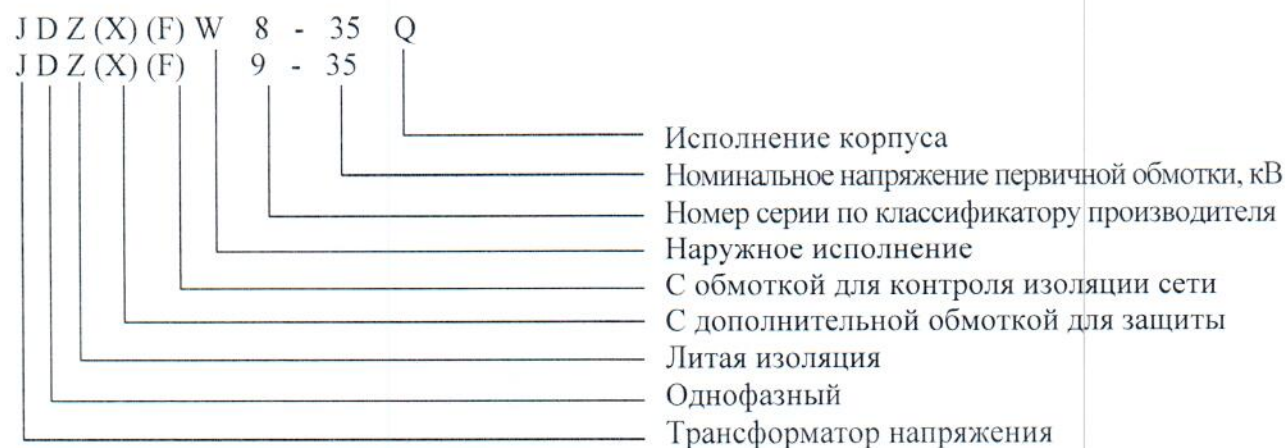 J D Z (X) (F) W 8 - 35 Q
J D Z (X) (F) 9 - 35
Исполнение корпуса
Номинальное напряжение первичной обмотки, кВ
Номер серии по классификатору производителя
Наружное исполнение
С обмоткой для контроля изоляции сети
С дополнительной обмоткой для защиты
Литая изоляция
Однофазный
Трансформатор напряжения